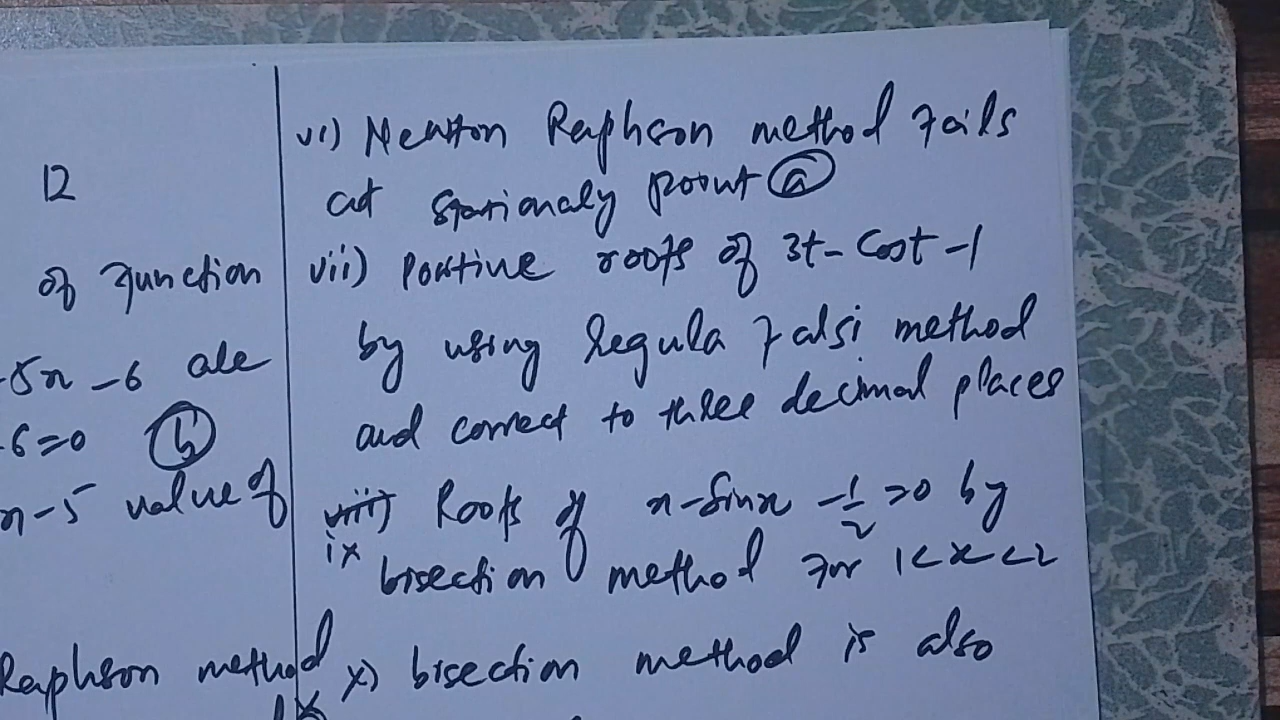 12
of function
-5x -6 are
-6=0 (b)
x-5 value of
Raphson method
vi) Newton Raphson method fails
at stationary point (a)
vii) Positive roots of 3t - Cost -1
by using Regula falsi method
and correct to three decimal places
viii) Roots of x-Sinx -1/2 =0 by
ix bisection method for 1<x<2
x) bisection method is also